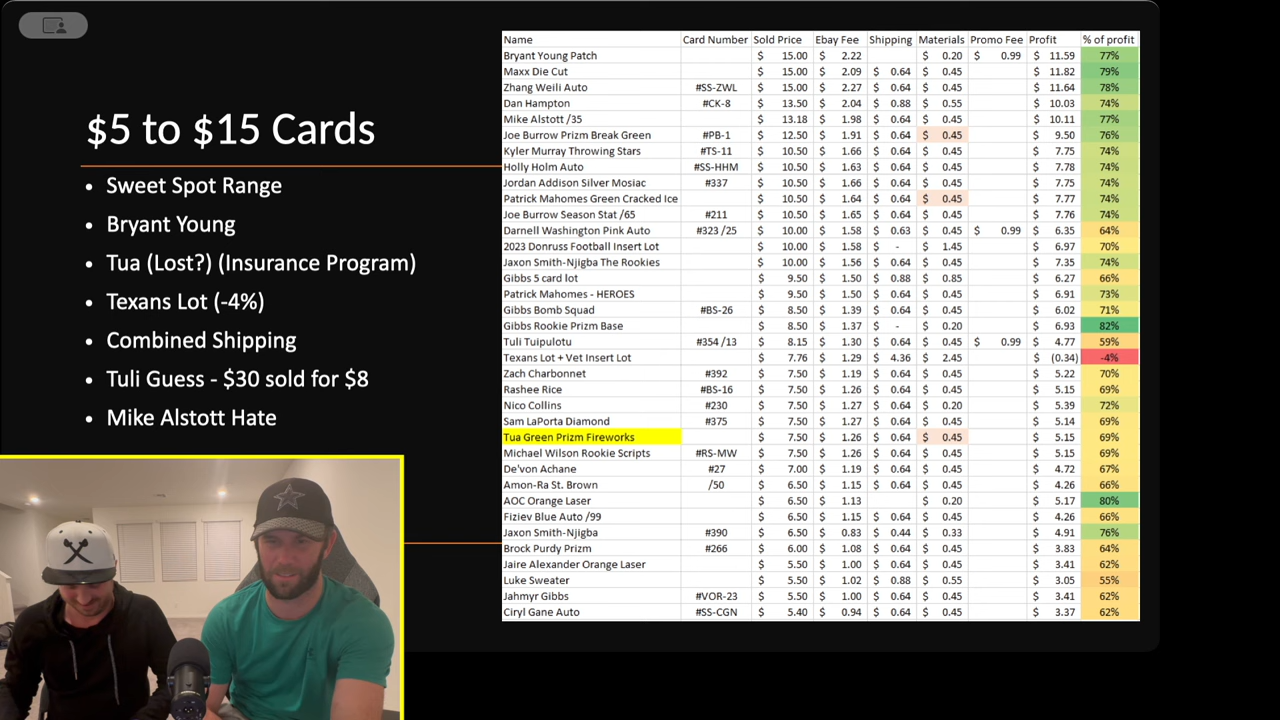 $5 to $15 Cards
• Sweet Spot Range
• Bryant Young
• Tua (Lost?) (Insurance Program)
• Texans Lot (-4%)
• Combined Shipping
• Tuli Guess - $30 sold for $8
• Mike Alstott Hate
Name Card Number Sold Price Ebay Fee Shipping Materials Promo Fee Profit % of profit
Bryant Young Patch $ 15.00 $ 2.22 $ 0.20 $ 0.99 $ 11.59 77%
Maxx Die Cut $ 15.00 $ 2.09 $ 0.64 $ 0.45 $ 11.82 79%
Zhang Weili Auto #SS-ZWL $ 15.00 $ 2.27 $ 0.64 $ 0.45 $ 11.64 78%
Dan Hampton #CK-8 $ 13.50 $ 2.04 $ 0.88 $ 0.55 $ 10.03 74%
Mike Alstott /35 $ 13.18 $ 1.98 $ 0.64 $ 0.45 $ 10.11 77%
Joe Burrow Prizm Break Green #PB-1 $ 12.50 $ 1.91 $ 0.64 $ 0.45 $ 9.50 76%
Kyler Murray Throwing Stars #TS-11 $ 10.50 $ 1.66 $ 0.64 $ 0.45 $ 7.75 74%
Holly Holm Auto #SS-HHM $ 10.50 $ 1.63 $ 0.64 $ 0.45 $ 7.78 74%
Jordan Addison Silver Mosiac #337 $ 10.50 $ 1.66 $ 0.64 $ 0.45 $ 7.75 74%
Patrick Mahomes Green Cracked Ice $ 10.50 $ 1.64 $ 0.64 $ 0.45 $ 7.77 74%
Joe Burrow Season Stat /65 #211 $ 10.50 $ 1.65 $ 0.64 $ 0.45 $ 7.76 74%
Darnell Washington Pink Auto #323 /25 $ 10.00 $ 1.58 $ 0.63 $ 0.45 $ 0.99 $ 6.35 64%
2023 Donruss Football Insert Lot $ 10.00 $ 1.58 $ - $ 1.45 $ 6.97 70%
Jaxon Smith-Njigba The Rookies $ 10.00 $ 1.56 $ 0.64 $ 0.45 $ 7.35 74%
Gibbs 5 card lot $ 9.50 $ 1.50 $ 0.88 $ 0.85 $ 6.27 66%
Patrick Mahomes - HEROES $ 9.50 $ 1.50 $ 0.64 $ 0.45 $ 6.91 73%
Gibbs Bomb Squad #BS-26 $ 8.50 $ 1.39 $ 0.64 $ 0.45 $ 6.02 71%
Gibbs Rookie Prizm Base $ 8.50 $ 1.37 $ - $ 0.20 $ 6.93 82%
Tuli Tuipulotu #354 /13 $ 8.15 $ 1.30 $ 0.64 $ 0.45 $ 0.99 $ 4.77 59%
Texans Lot + Vet Insert Lot $ 7.76 $ 1.29 $ 4.36 $ 2.45 $ (0.34) -4%
Zach Charbonnet #392 $ 7.50 $ 1.19 $ 0.64 $ 0.45 $ 5.22 70%
Rashee Rice #BS-16 $ 7.50 $ 1.26 $ 0.64 $ 0.45 $ 5.15 69%
Nico Collins #230 $ 7.50 $ 1.27 $ 0.64 $ 0.20 $ 5.39 72%
Sam LaPorta Diamond #375 $ 7.50 $ 1.27 $ 0.64 $ 0.45 $ 5.14 69%
Tua Green Prizm Fireworks $ 7.50 $ 1.26 $ 0.64 $ 0.45 $ 5.15 69%
Michael Wilson Rookie Scripts #RS-MW $ 7.50 $ 1.26 $ 0.64 $ 0.45 $ 5.15 69%
De'von Achane #27 $ 7.00 $ 1.19 $ 0.64 $ 0.45 $ 4.72 67%
Amon-Ra St. Brown /50 $ 6.50 $ 1.15 $ 0.64 $ 0.45 $ 4.26 66%
AOC Orange Laser $ 6.50 $ 1.13 $ 0.20 $ 5.17 80%
Fiziev Blue Auto /99 $ 6.50 $ 1.15 $ 0.64 $ 0.45 $ 4.26 66%
Jaxon Smith-Njigba #390 $ 6.50 $ 0.83 $ 0.44 $ 0.33 $ 4.91 76%
Brock Purdy Prizm #266 $ 6.00 $ 1.08 $ 0.64 $ 0.45 $ 3.83 64%
Jaire Alexander Orange Laser $ 5.50 $ 1.00 $ 0.64 $ 0.45 $ 3.41 62%
Luke Sweater $ 5.50 $ 1.02 $ 0.88 $ 0.55 $ 3.05 55%
Jahmyr Gibbs #VOR-23 $ 5.50 $ 1.00 $ 0.64 $ 0.45 $ 3.41 62%
Ciryl Gane Auto #SS-CGN $ 5.40 $ 0.94 $ 0.64 $ 0.45 $ 3.37 62%